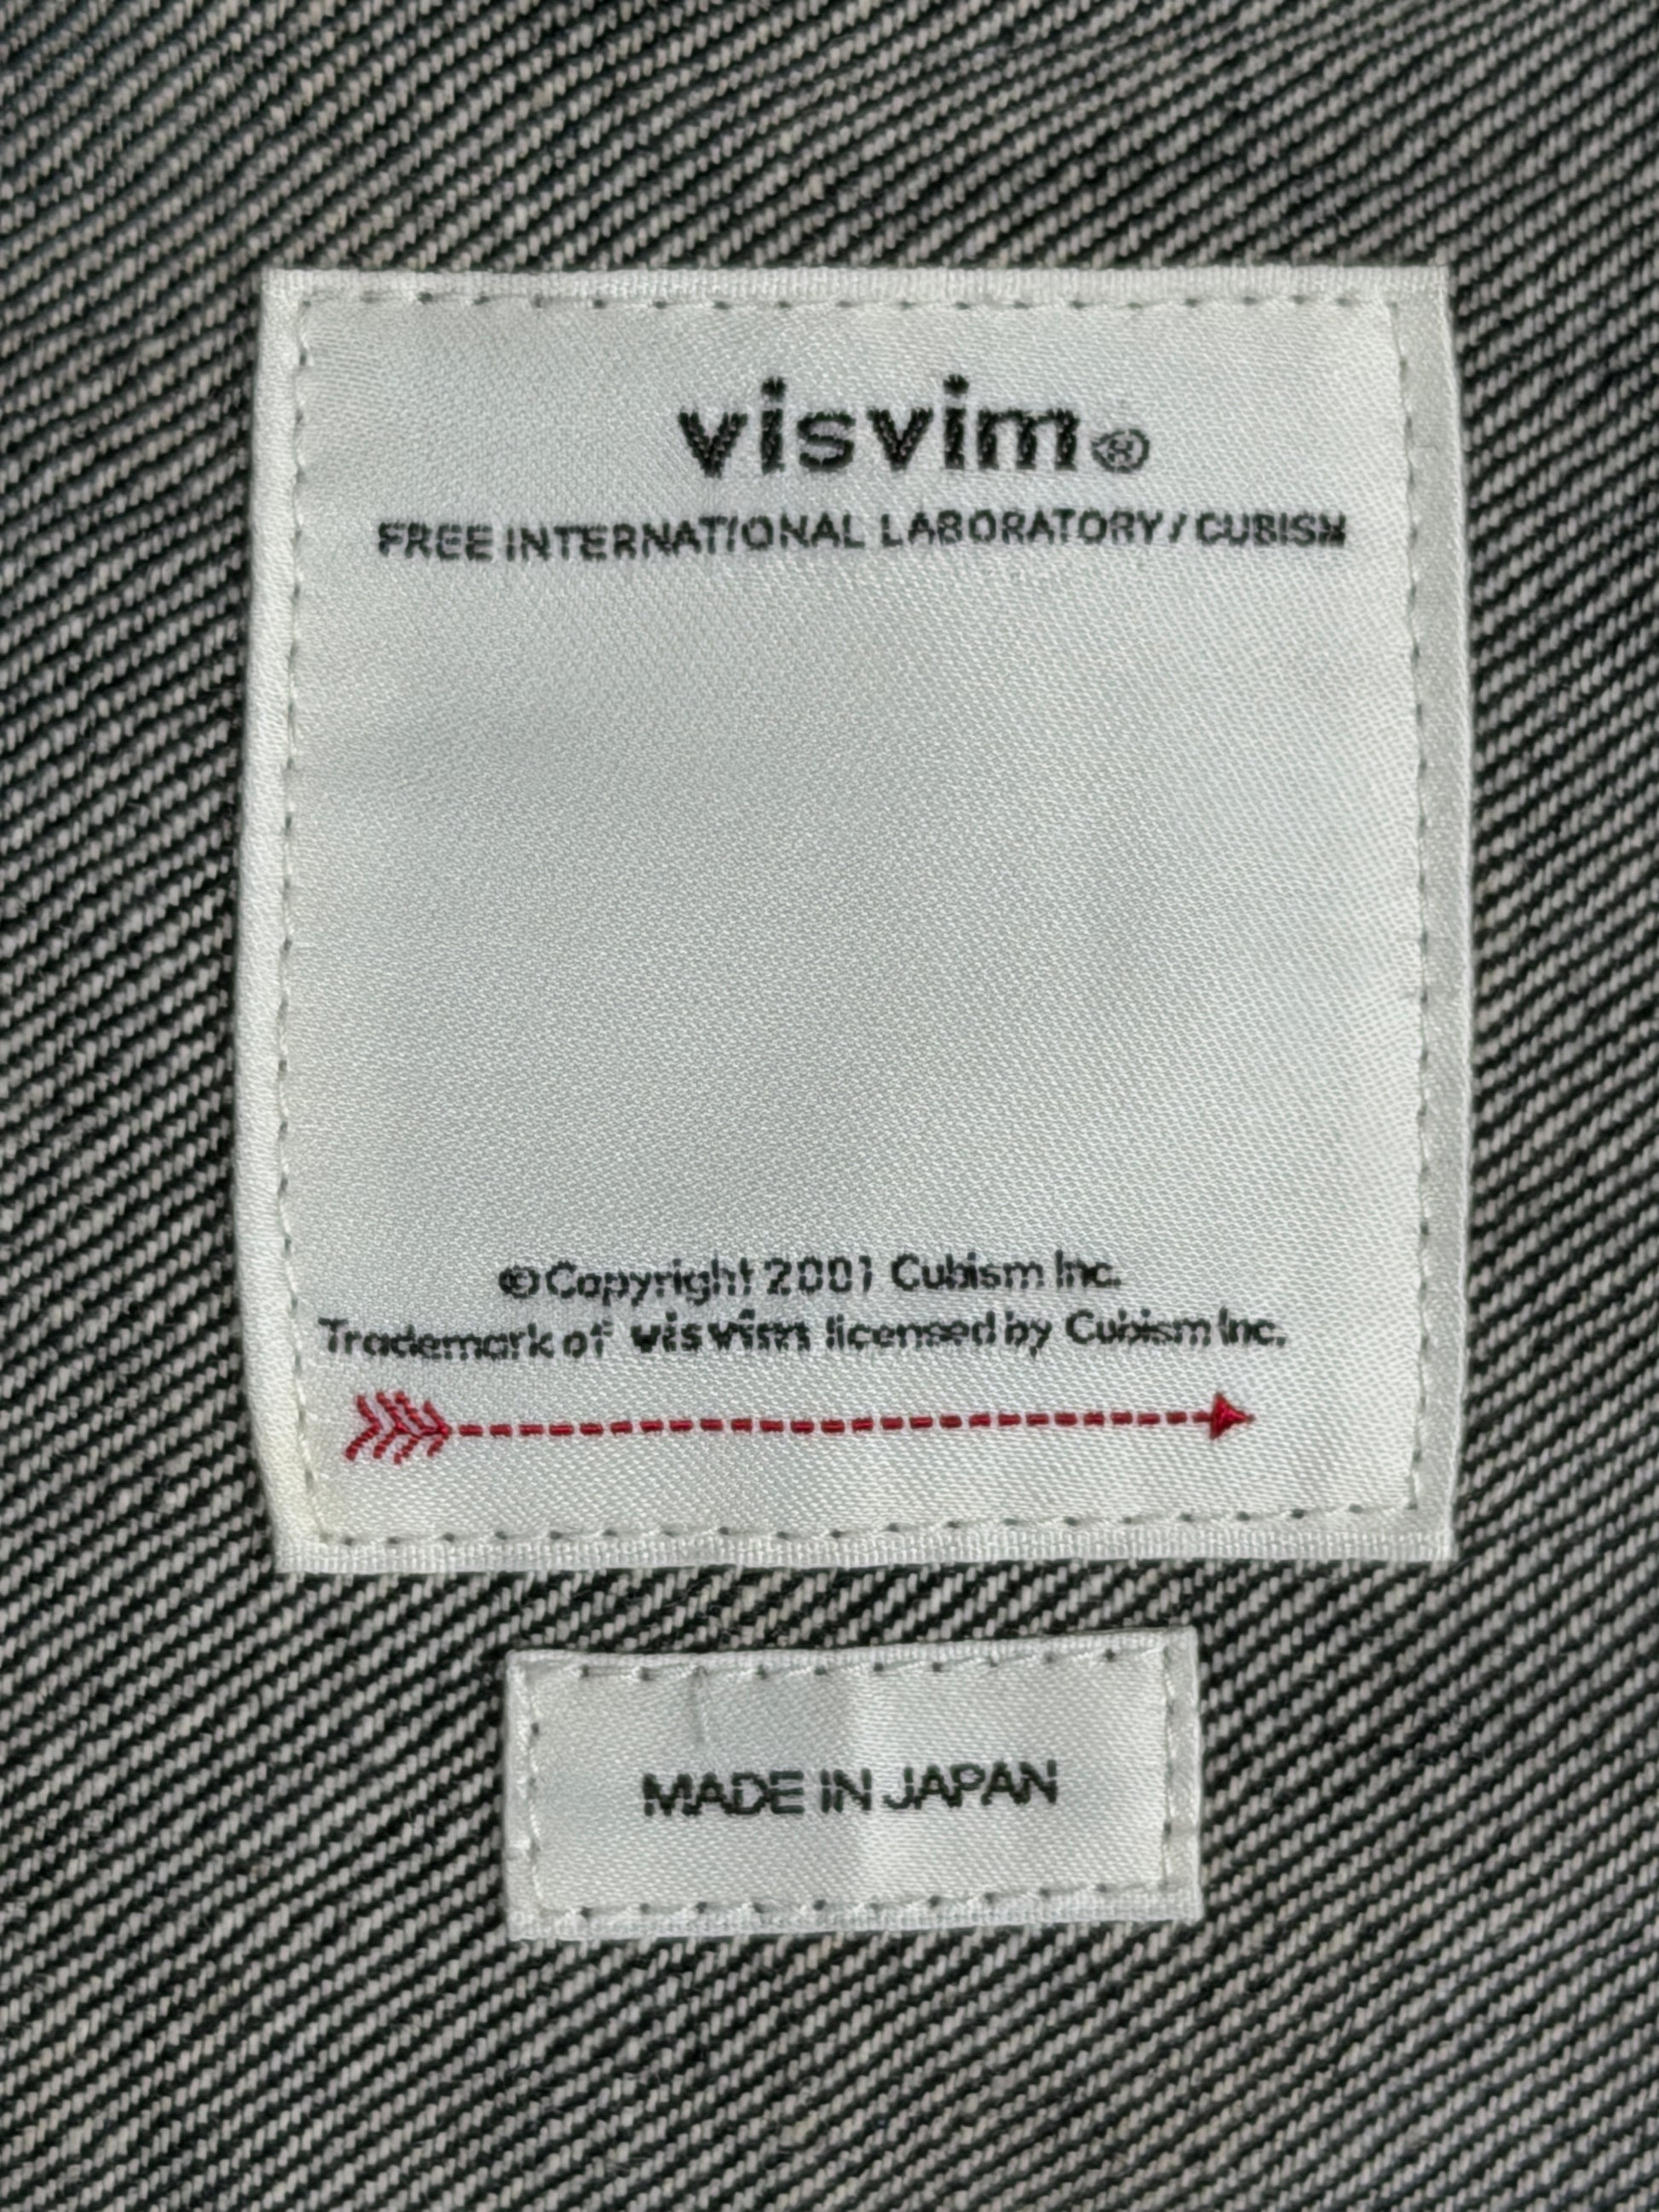 visvim®
FREE INTERNATIONAL LABORATORY / CUBISM
©Copyright 2001 Cubism Inc.
Trademark of visvim licensed by Cubism Inc.
MADE IN JAPAN